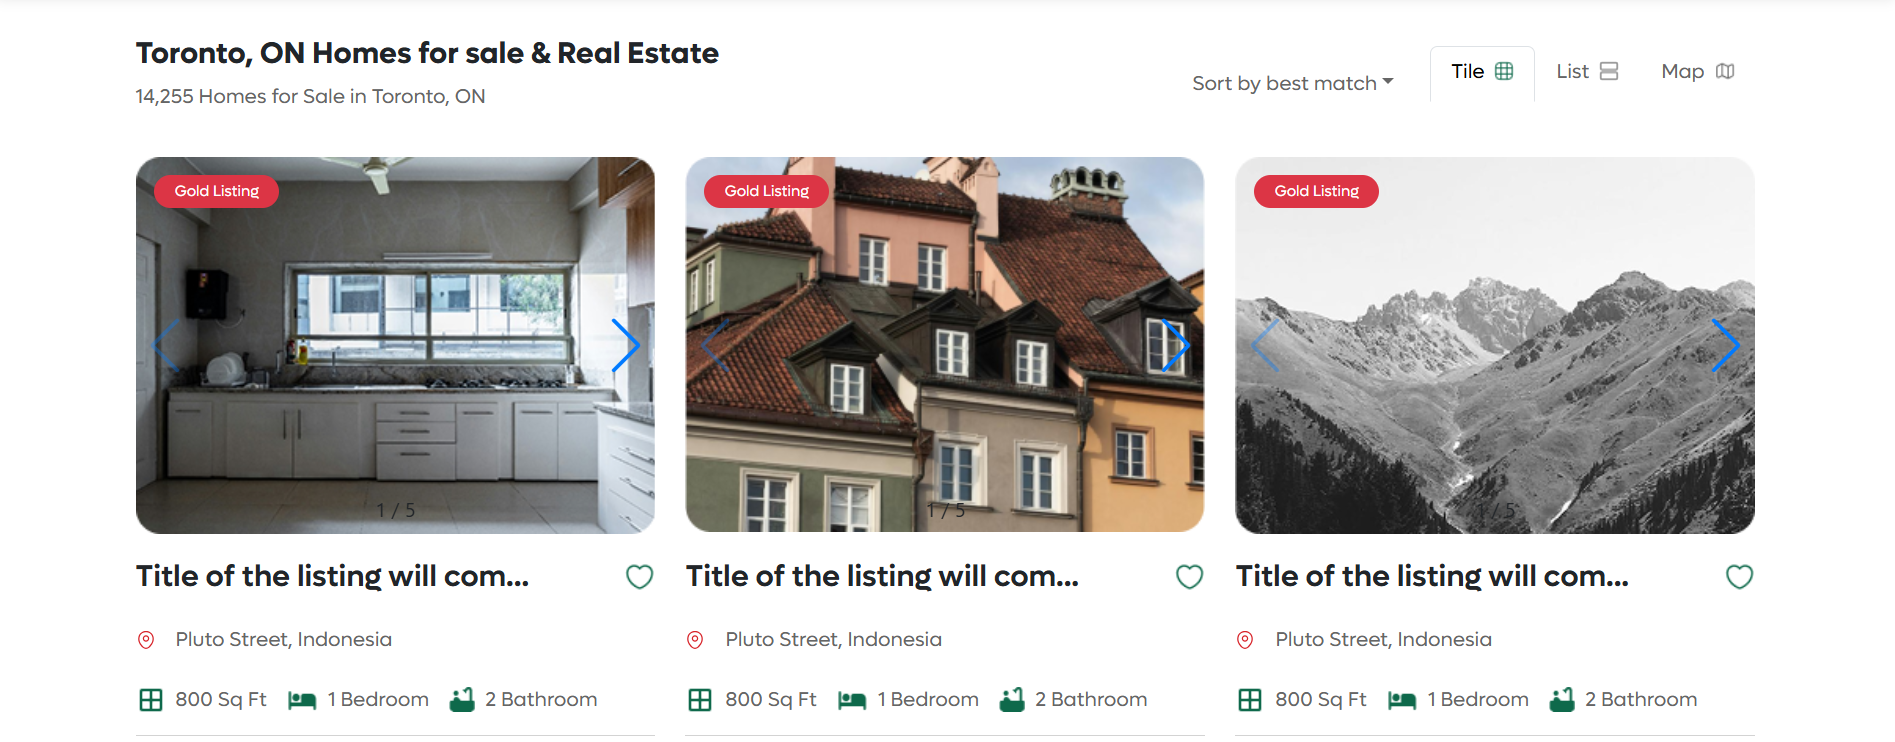 Toronto, ON Homes for sale & Real Estate
14,255 Homes for Sale in Toronto, ON
Sort by best match
Tile
List
Map
Gold Listing
Gold Listing
Gold Listing
1 / 5
1 / 5
1 / 5
Title of the listing will com...
Title of the listing will com...
Title of the listing will com...
Pluto Street, Indonesia
Pluto Street, Indonesia
Pluto Street, Indonesia
800 Sq Ft 1 Bedroom 2 Bathroom
800 Sq Ft 1 Bedroom 2 Bathroom
800 Sq Ft 1 Bedroom 2 Bathroom